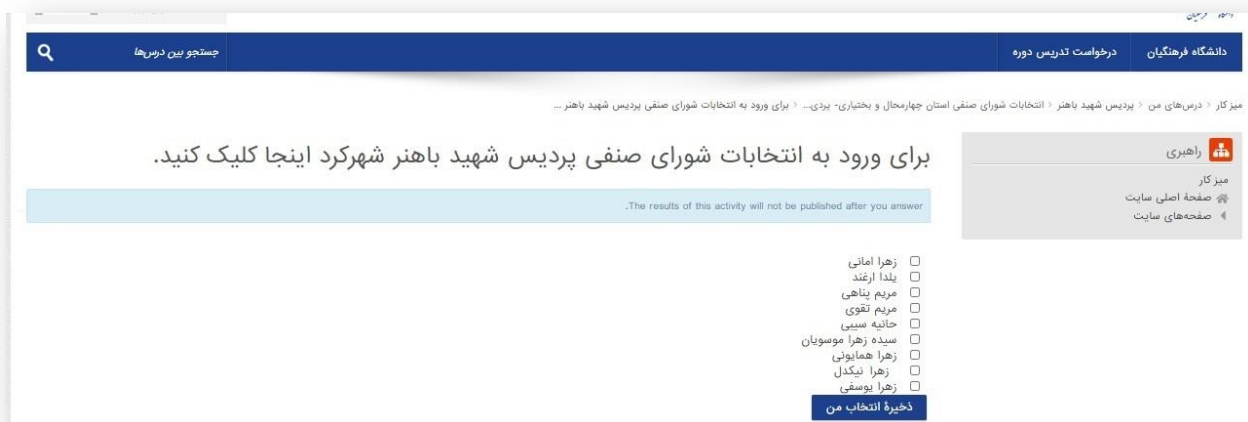 دانشگاه فرهنگیان
درخواست تدریس دوره
جستجو بین درس‌ها
میز کار ‹ درس‌های من ‹ پردیس شهید باهنر ‹ انتخابات شورای صنفی استان چهارمحال و بختیاری- پردی... ‹ برای ورود به انتخابات شورای صنفی پردیس شهید باهنر ...
راهبری
میز کار
صفحهٔ اصلی سایت
صفحه‌های سایت
برای ورود به انتخابات شورای صنفی پردیس شهید باهنر شهرکرد اینجا کلیک کنید.
The results of this activity will not be published after you answer.
زهرا امانی
یلدا ارغند
مریم پناهی
مریم تقوی
حانیه سیبی
سیده زهرا موسویان
زهرا همایونی
زهرا نیکدل
زهرا یوسفی
ذخیرهٔ انتخاب من